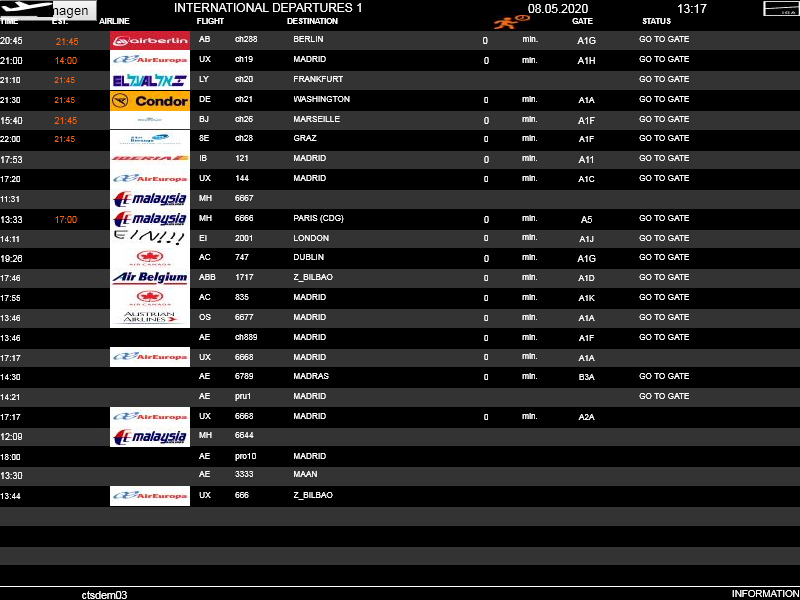 hagen INTERNATIONAL DEPARTURES 1 08.05.2020 13:17
TIME EST. AIRLINE FLIGHT DESTINATION GATE STATUS
20:45 21:45 airberlin AB ch288 BERLIN 0 min. A1G GO TO GATE
21:00 14:00 AirEuropa UX ch19 MADRID 0 min. A1H GO TO GATE
21:10 21:45 EL AL אל על LY ch20 FRANKFURT GO TO GATE
21:30 21:45 Condor DE ch21 WASHINGTON 0 min. A1A GO TO GATE
15:40 21:45 BJ ch26 MARSEILLE 0 min. A1F GO TO GATE
22:00 21:45 8E ch28 GRAZ 0 min. A1F GO TO GATE
17:53 IBERIA IB 121 MADRID 0 min. A11 GO TO GATE
17:20 AirEuropa UX 144 MADRID 0 min. A1C GO TO GATE
11:31 malaysia MH 6667
13:33 17:00 malaysia MH 6666 PARIS (CDG) 0 min. A5 GO TO GATE
14:11 EIN!!! EI 2001 LONDON 0 min. A1J GO TO GATE
19:26 AIR CANADA AC 747 DUBLIN 0 min. A1G GO TO GATE
17:46 Air Belgium ABB 1717 Z_BILBAO 0 min. A1D GO TO GATE
17:55 AIR CANADA AC 835 MADRID 0 min. A1K GO TO GATE
13:46 AUSTRIAN AIRLINES OS 6677 MADRID 0 min. A1A GO TO GATE
13:46 AE ch889 MADRID 0 min. A1F GO TO GATE
17:17 AirEuropa UX 6668 MADRID 0 min. A1A
14:30 AE 6789 MADRAS 0 min. B3A GO TO GATE
14:21 AE pru1 MADRID GO TO GATE
17:17 AirEuropa UX 6668 MADRID 0 min. A2A
12:09 malaysia MH 6644
18:00 AE pro10 MADRID
13:30 AE 3333 MAAN
13:44 AirEuropa UX 666 Z_BILBAO
ctsdem03 INFORMATION